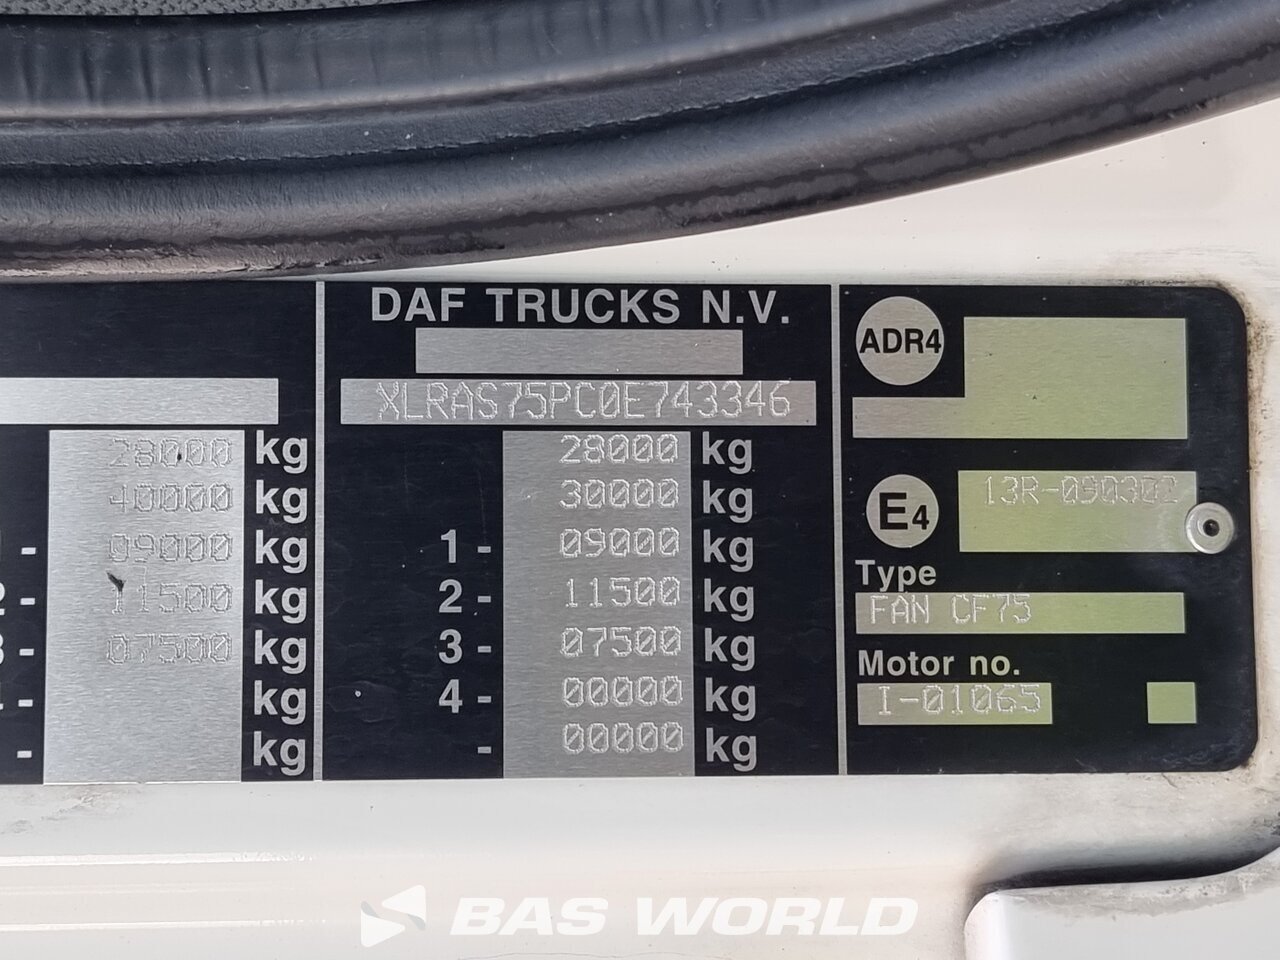 DAF TRUCKS N.V.
XLRAS75PC0E743346
28000 kg
40000 kg
- 09000 kg
- 11500 kg
- 07500 kg
- kg
- kg
28000 kg
30000 kg
1 - 09000 kg
2 - 11500 kg
3 - 07500 kg
4 - 00000 kg
- 00000 kg
ADR4
E4 13R-090302
Type
FAN CF75
Motor no.
I-01065
BAS WORLD